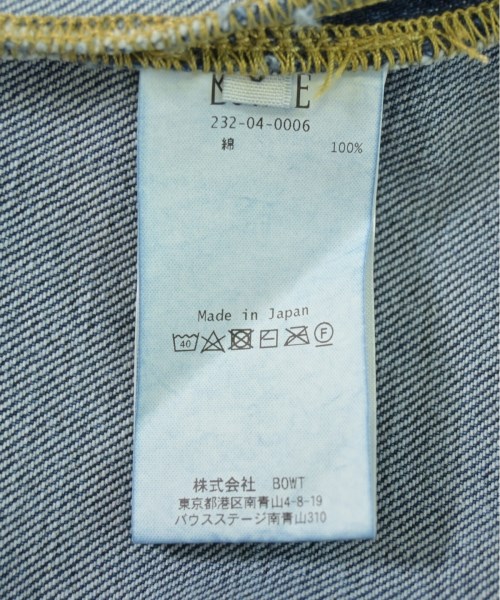 232-04-0006
綿 100%
Made in Japan
40 F
株式会社 BOWT
東京都港区南青山4-8-19
バウスステージ南青山310